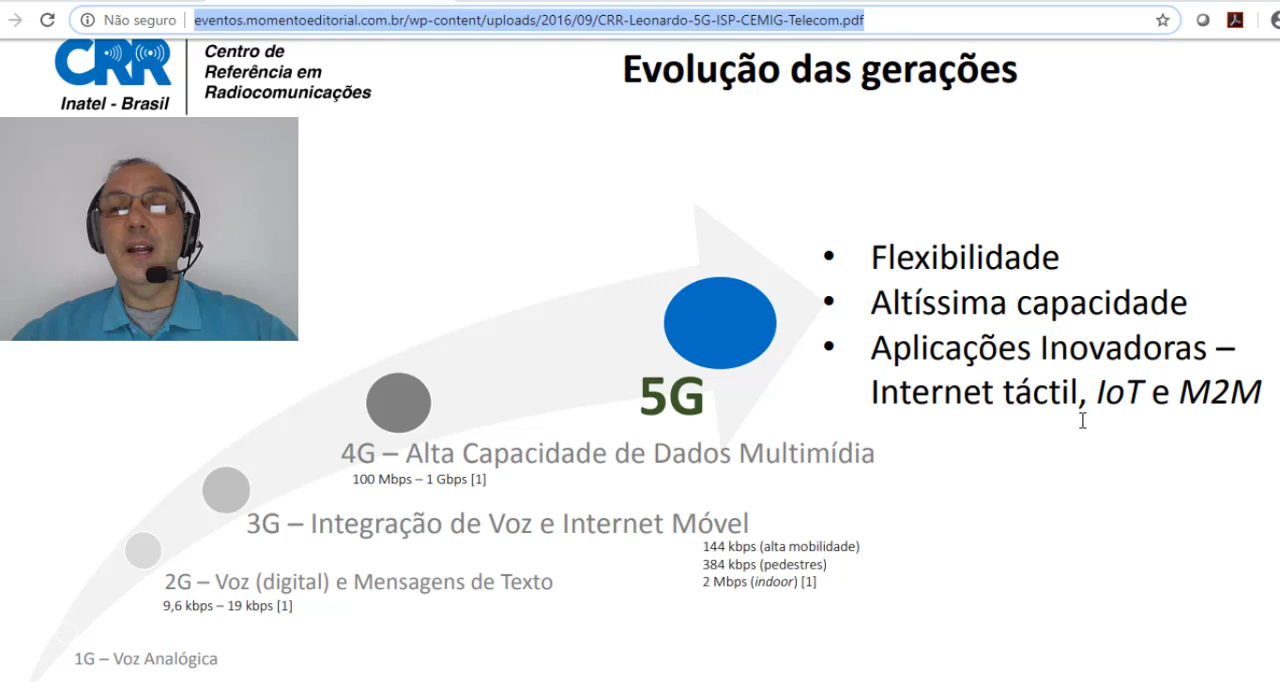 Não seguro
eventos.momentoeditorial.com.br/wp-content/uploads/2016/09/CRR-Leonardo-5G-ISP-CEMIG-Telecom.pdf
CRR
Inatel - Brasil
Centro de
Referência em
Radiocomunicações
Evolução das gerações
• Flexibilidade
• Altíssima capacidade
• Aplicações Inovadoras –
Internet táctil, IoT e M2M
5G
4G – Alta Capacidade de Dados Multimídia
100 Mbps – 1 Gbps [1]
3G – Integração de Voz e Internet Móvel
144 kbps (alta mobilidade)
384 kbps (pedestres)
2 Mbps (indoor) [1]
2G – Voz (digital) e Mensagens de Texto
9,6 kbps – 19 kbps [1]
1G – Voz Analógica